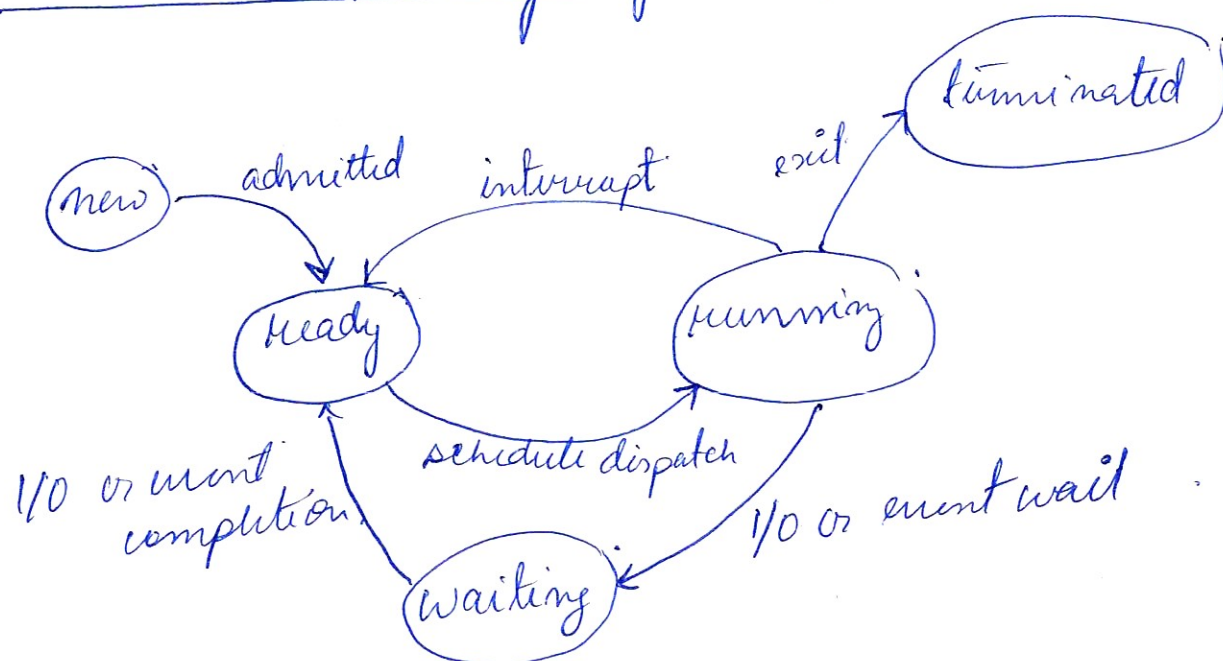 terminated
exit
admitted
interrupt
new
ready
running
schedule dispatch
I/O or event
completion
I/O or event wait
waiting